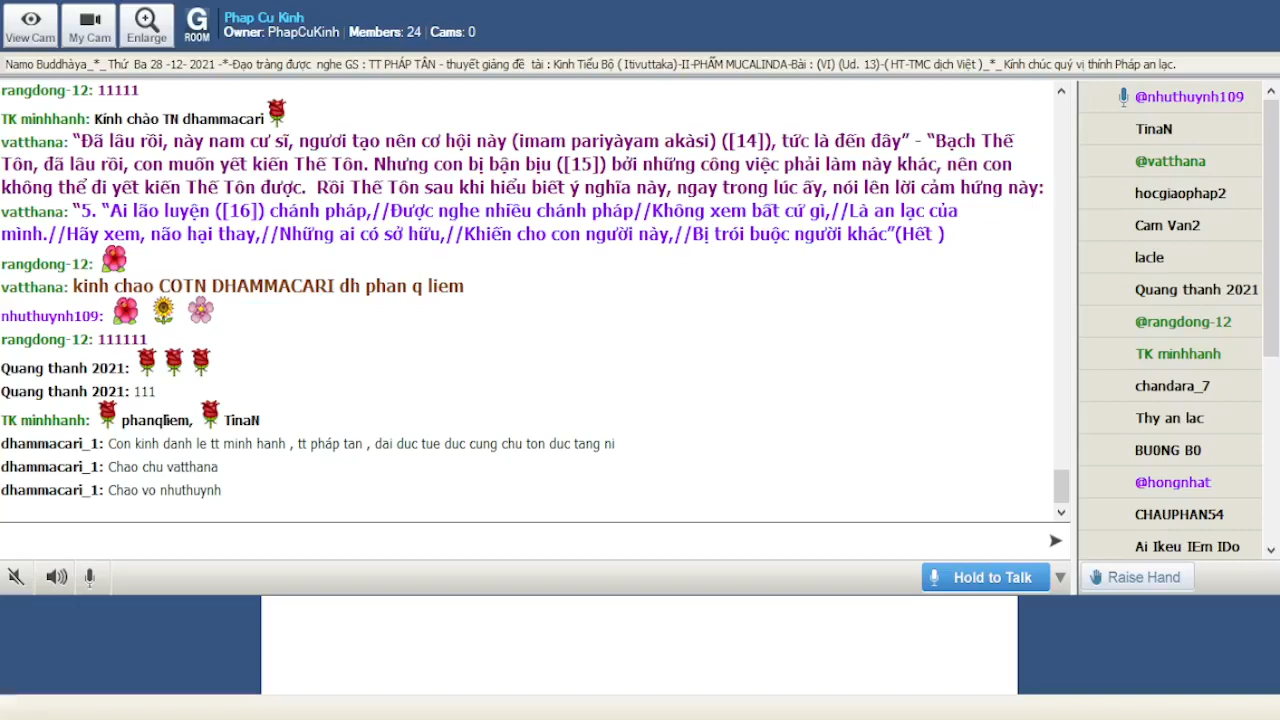 View Cam
My Cam
Enlarge
G
ROOM
Phap Cu Kinh
Owner: PhapCuKinh | Members: 24 | Cams: 0
Namo Buddhàya_*_Thứ Ba 28 -12- 2021 -*-Đạo tràng được nghe GS : TT PHÁP TÂN - thuyết giảng đề tài : Kinh Tiểu Bộ ( Itivuttaka)-II-PHẨM MUCALINDA-Bài : (VI) (Ud. 13)-( HT-TMC dịch Việt )_*_ Kính chúc quý vị thính Pháp an lạc.
rangdong-12: 11111
TK minhhanh: Kính chào TN dhammacari
vatthana: “Đã lâu rồi, này nam cư sĩ, ngươi tạo nên cơ hội này (imam pariyàyam akàsi) ([14]), tức là đến đây” - “Bạch Thế
Tôn, đã lâu rồi, con muốn yết kiến Thế Tôn. Nhưng con bị bận bịu ([15]) bởi những công việc phải làm này khác, nên con
không thể đi yết kiến Thế Tôn được. Rồi Thế Tôn sau khi hiểu biết ý nghĩa này, ngay trong lúc ấy, nói lên lời cảm hứng này:
vatthana: “5. “Ai lão luyện ([16]) chánh pháp,//Được nghe nhiều chánh pháp//Không xem bất cứ gì,//Là an lạc của
mình.//Hãy xem, não hại thay,//Những ai có sở hữu,//Khiến cho con người này,//Bị trói buộc người khác”(Hết )
rangdong-12:
vatthana: kinh chao COTN DHAMMACARI dh phan q liem
nhuthuynh109:
rangdong-12: 111111
Quang thanh 2021:
Quang thanh 2021: 111
TK minhhanh: phanqliem, TinaN
dhammacari_1: Con kinh danh le tt minh hanh , tt pháp tan , dai duc tue duc cung chu ton duc tang ni
dhammacari_1: Chao chu vatthana
dhammacari_1: Chao vo nhuthuynh
Hold to Talk
@nhuthuynh109
TinaN
@vatthana
hocgiaophap2
Cam Van2
lacle
Quang thanh 2021
@rangdong-12
TK minhhanh
chandara_7
Thy an lac
BU0NG B0
@hongnhat
CHAUPHAN54
Ai Ikeu IEm IDo
Raise Hand